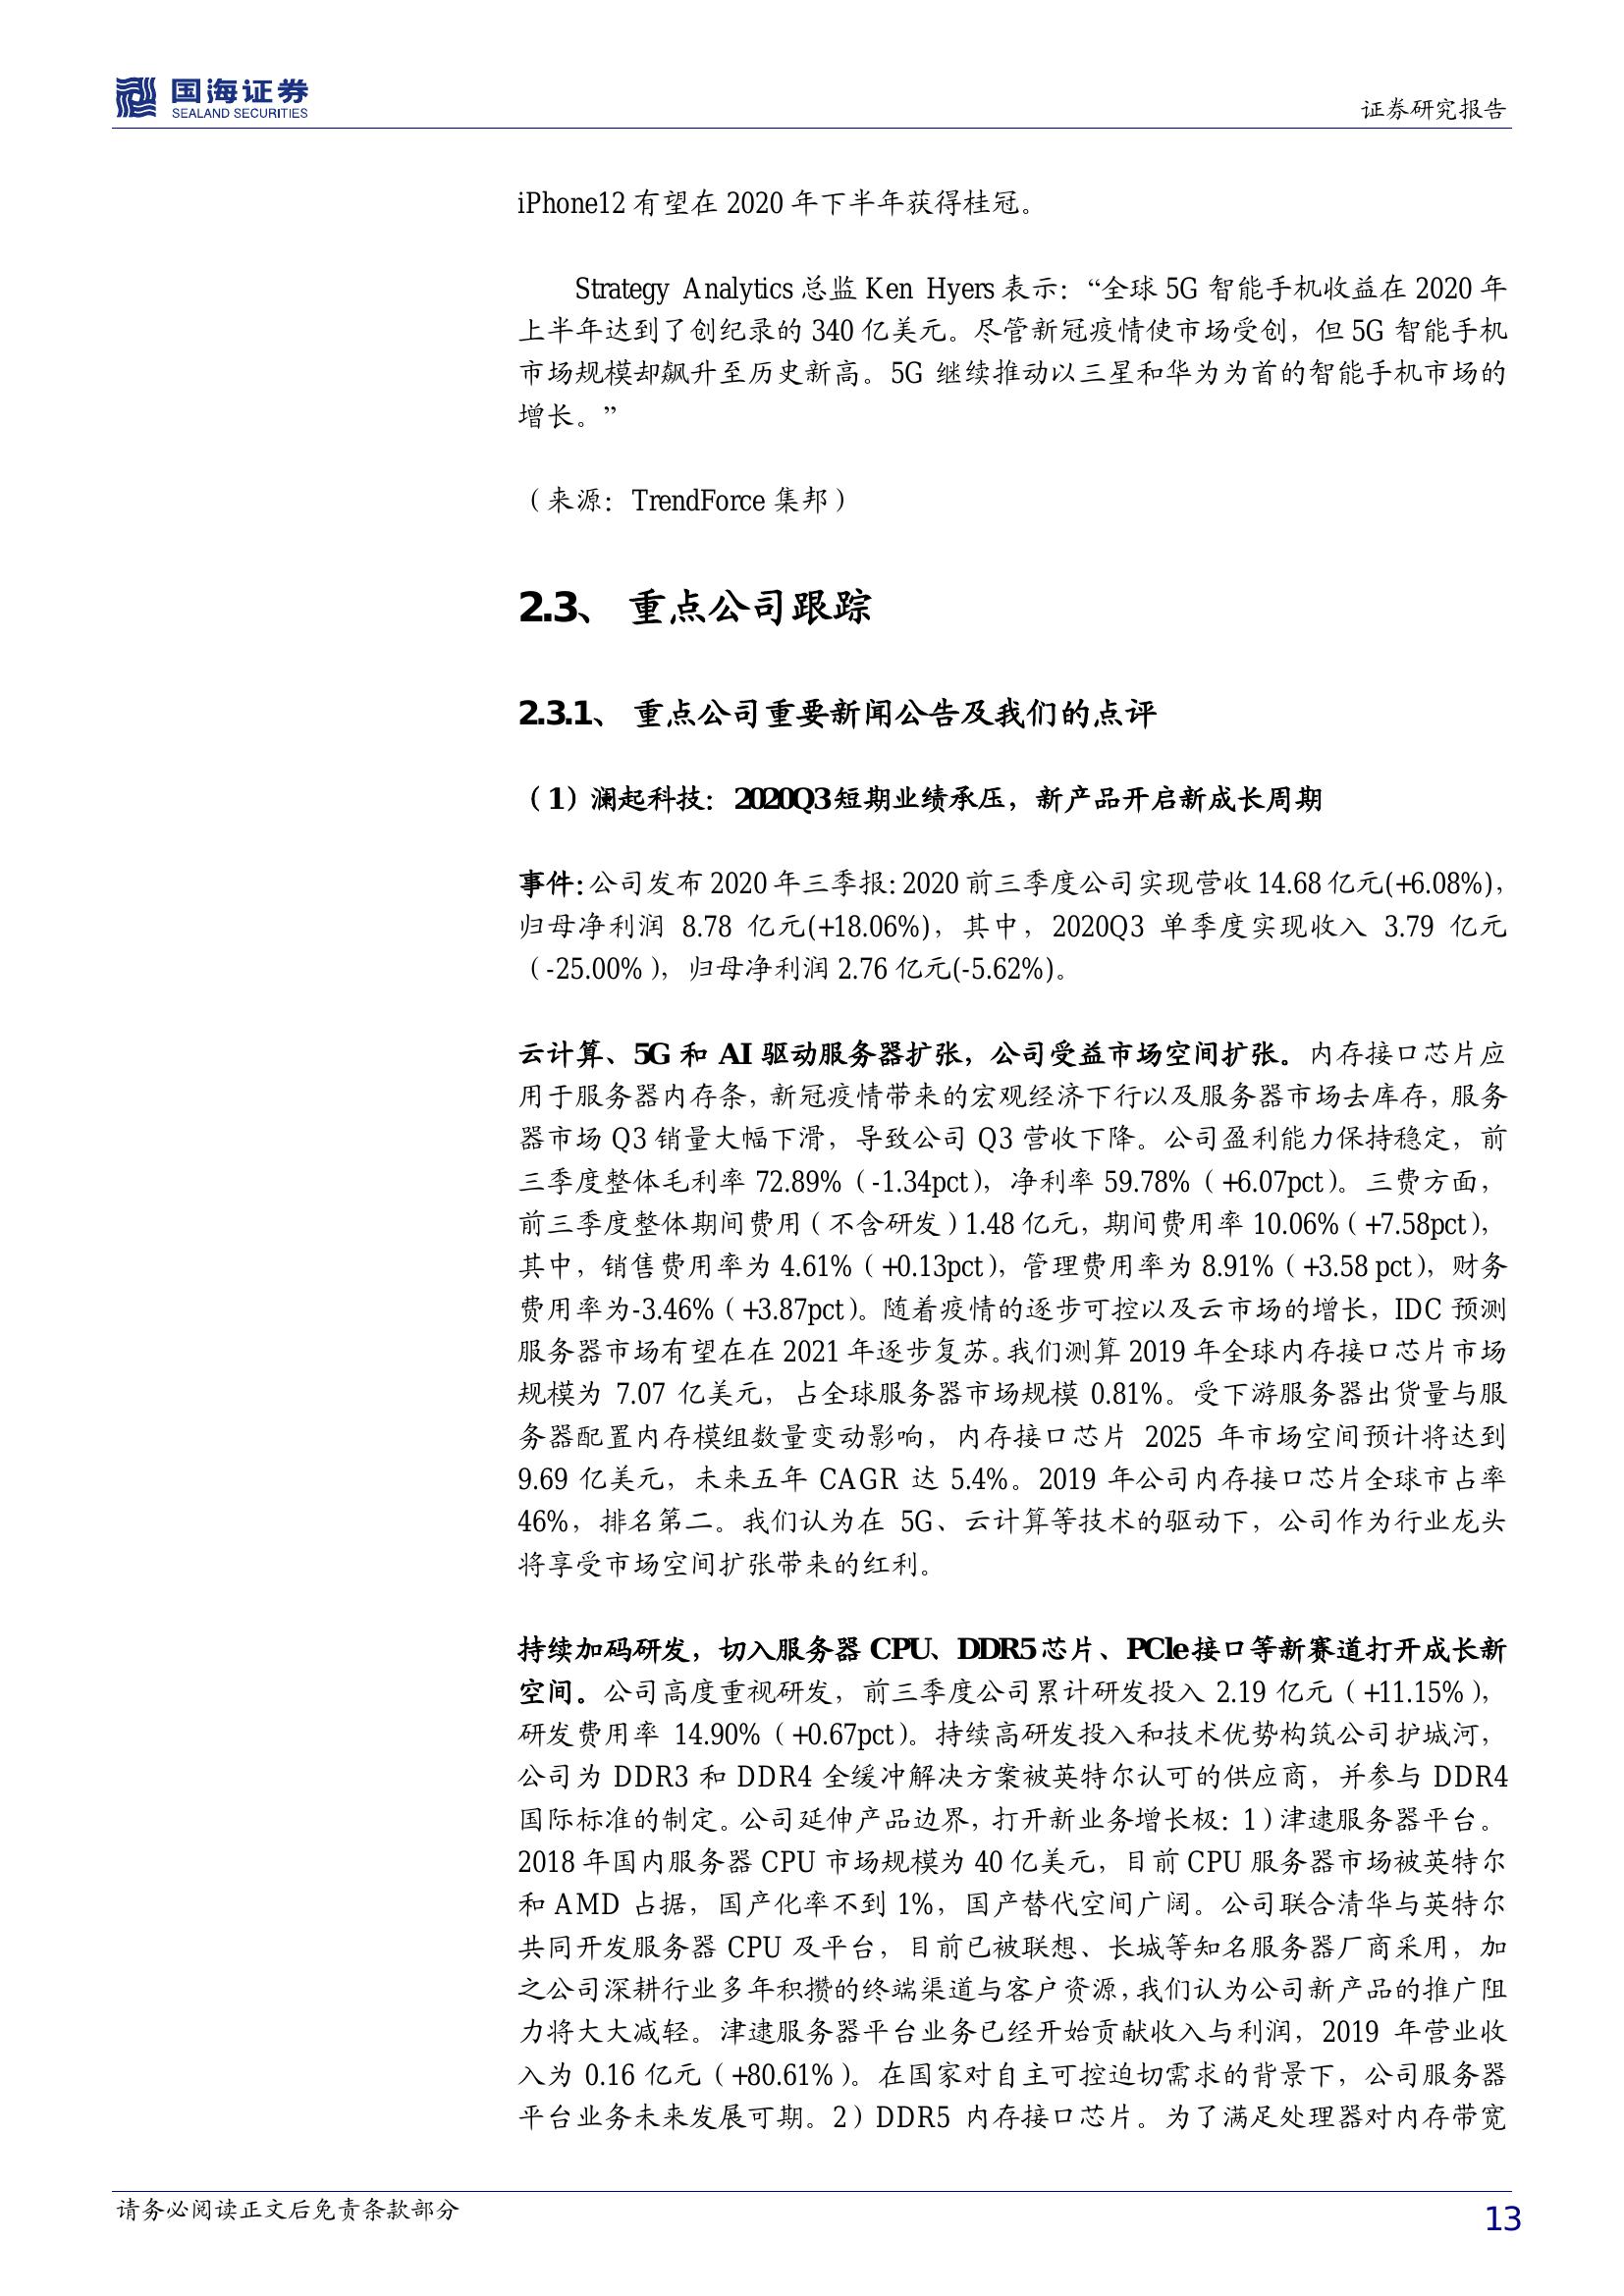 国海证券
SEALAND SECURITIES
证券研究报告
iPhone12 有望在 2020 年下半年获得桂冠。
Strategy Analytics 总监 Ken Hyers 表示：“全球 5G 智能手机收益在 2020 年
上半年达到了创纪录的 340 亿美元。尽管新冠疫情使市场受创，但 5G 智能手机
市场规模却飙升至历史新高。5G 继续推动以三星和华为为首的智能手机市场的
增长。”
（来源：TrendForce 集邦）
2.3、 重点公司跟踪
2.3.1、 重点公司重要新闻公告及我们的点评
（1）澜起科技：2020Q3 短期业绩承压，新产品开启新成长周期
事件：公司发布 2020 年三季报：2020 前三季度公司实现营收 14.68 亿元(+6.08%)，
归母净利润 8.78 亿元(+18.06%)，其中，2020Q3 单季度实现收入 3.79 亿元
（-25.00%），归母净利润 2.76 亿元(-5.62%)。
云计算、5G 和 AI 驱动服务器扩张，公司受益市场空间扩张。内存接口芯片应
用于服务器内存条，新冠疫情带来的宏观经济下行以及服务器市场去库存，服务
器市场 Q3 销量大幅下滑，导致公司 Q3 营收下降。公司盈利能力保持稳定，前
三季度整体毛利率 72.89%（-1.34pct），净利率 59.78%（+6.07pct）。三费方面，
前三季度整体期间费用（不含研发）1.48 亿元，期间费用率 10.06%（+7.58pct），
其中，销售费用率为 4.61%（+0.13pct），管理费用率为 8.91%（+3.58 pct），财务
费用率为-3.46%（+3.87pct）。随着疫情的逐步可控以及云市场的增长，IDC 预测
服务器市场有望在在 2021 年逐步复苏。我们测算 2019 年全球内存接口芯片市场
规模为 7.07 亿美元，占全球服务器市场规模 0.81%。受下游服务器出货量与服
务器配置内存模组数量变动影响，内存接口芯片 2025 年市场空间预计将达到
9.69 亿美元，未来五年 CAGR 达 5.4%。2019 年公司内存接口芯片全球市占率
46%，排名第二。我们认为在 5G、云计算等技术的驱动下，公司作为行业龙头
将享受市场空间扩张带来的红利。
持续加码研发，切入服务器 CPU、DDR5 芯片、PCIe 接口等新赛道打开成长新
空间。公司高度重视研发，前三季度公司累计研发投入 2.19 亿元（+11.15%），
研发费用率 14.90%（+0.67pct）。持续高研发投入和技术优势构筑公司护城河，
公司为 DDR3 和 DDR4 全缓冲解决方案被英特尔认可的供应商，并参与 DDR4
国际标准的制定。公司延伸产品边界，打开新业务增长极：1）津逮服务器平台。
2018 年国内服务器 CPU 市场规模为 40 亿美元，目前 CPU 服务器市场被英特尔
和 AMD 占据，国产化率不到 1%，国产替代空间广阔。公司联合清华与英特尔
共同开发服务器 CPU 及平台，目前已被联想、长城等知名服务器厂商采用，加
之公司深耕行业多年积攒的终端渠道与客户资源，我们认为公司新产品的推广阻
力将大大减轻。津逮服务器平台业务已经开始贡献收入与利润，2019 年营业收
入为 0.16 亿元（+80.61%）。在国家对自主可控迫切需求的背景下，公司服务器
平台业务未来发展可期。2）DDR5 内存接口芯片。为了满足处理器对内存带宽
请务必阅读正文后免责条款部分
13